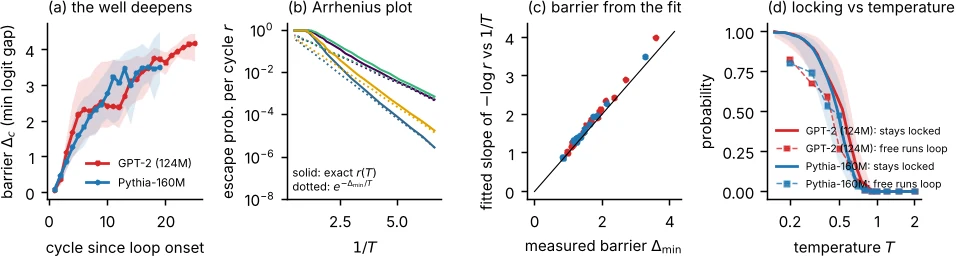 (a) the well deepens
barrier Δc (min logit gap)
4
3
2
1
0
GPT-2 (124M)
Pythia-160M
0
10
20
cycle since loop onset
(b) Arrhenius plot
escape prob. per cycle r
10⁰
10⁻²
10⁻⁴
10⁻⁶
10⁻⁸
solid: exact r(T)
dotted: e^−Δmin/T
2.5
5.0
1/T
(c) barrier from the fit
fitted slope of −log r vs 1/T
4
3
2
1
0
0
2
4
measured barrier Δmin
(d) locking vs temperature
probability
1.00
0.75
0.50
0.25
0.00
GPT-2 (124M): stays locked
GPT-2 (124M): free runs loop
Pythia-160M: stays locked
Pythia-160M: free runs loop
0.2
0.5
1
2
temperature T